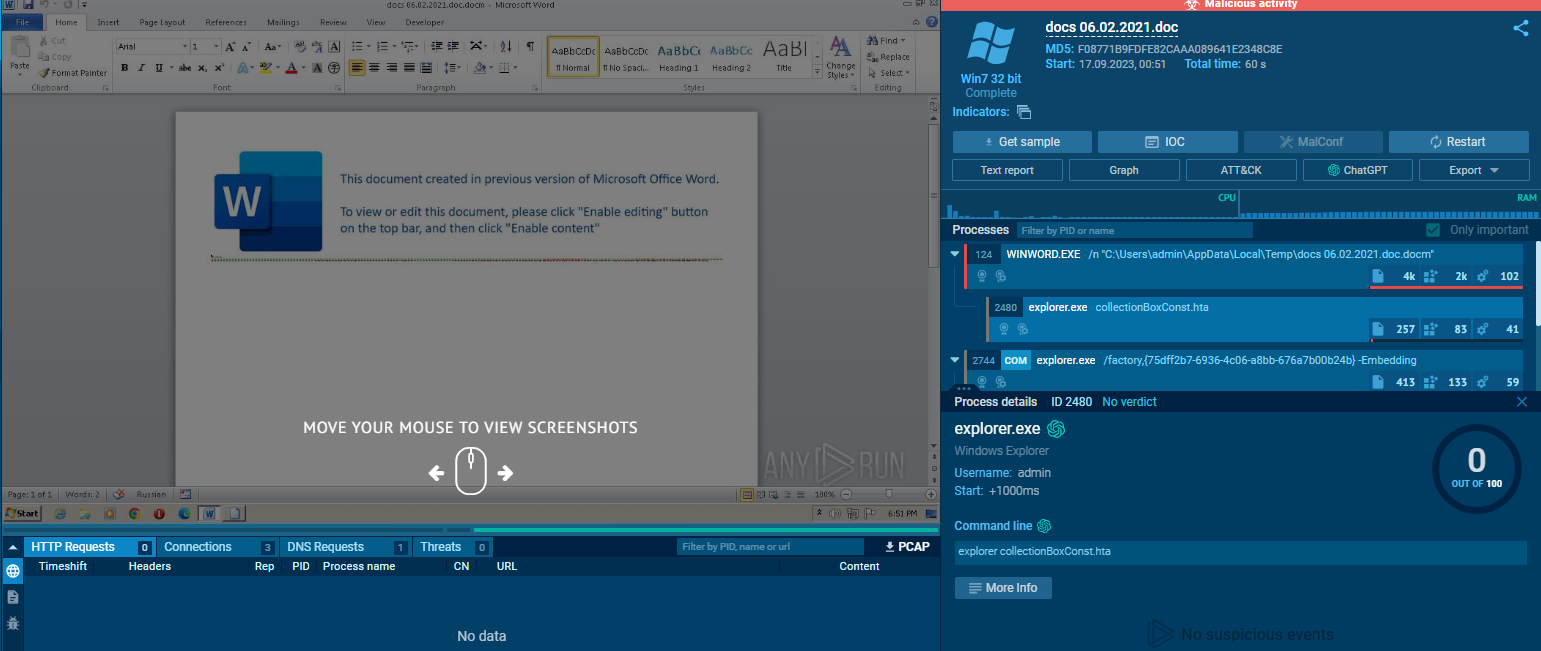 docs 06.02.2021.doc.docm - Microsoft Word
File Home Insert Page Layout References Mailings Review View Developer
Paste
Cut
Copy
Format Painter
Clipboard
Arial 1
Font
Paragraph
AaBbCcDc AaBbCcDc AaBbCc AaBbCc AaBl
¶ Normal ¶ No Spaci... Heading 1 Heading 2 Title
Change Styles
Styles
Find
Replace
Select
Editing
W
This document created in previous version of Microsoft Office Word.
To view or edit this document, please click "Enable editing" button
on the top bar, and then click "Enable content"
MOVE YOUR MOUSE TO VIEW SCREENSHOTS
ANY RUN
Page: 1 of 1 Words: 2 Russian 100%
Start 6:51 PM
HTTP Requests 0 Connections 3 DNS Requests 1 Threats 0 Filter by PID, name or url PCAP
Timeshift Headers Rep PID Process name CN URL Content
No data
Malicious activity
Win7 32 bit
Complete
docs 06.02.2021.doc
MD5: F08771B9FDFE82CAAA089641E2348C8E
Start: 17.09.2023, 00:51 Total time: 60 s
Indicators:
Get sample IOC MalConf Restart
Text report Graph ATT&CK ChatGPT Export
CPU RAM
Processes Filter by PID or name Only important
124 WINWORD.EXE /n "C:\Users\admin\AppData\Local\Temp\docs 06.02.2021.doc.docm"
4k 2k 102
2480 explorer.exe collectionBoxConst.hta
257 83 41
2744 COM explorer.exe /factory,{75dff2b7-6936-4c06-a8bb-676a7b00b24b} -Embedding
413 133 59
Process details ID 2480 No verdict
explorer.exe
Windows Explorer
Username: admin
Start: +1000ms
0
OUT OF 100
Command line
explorer collectionBoxConst.hta
More Info
No suspicious events